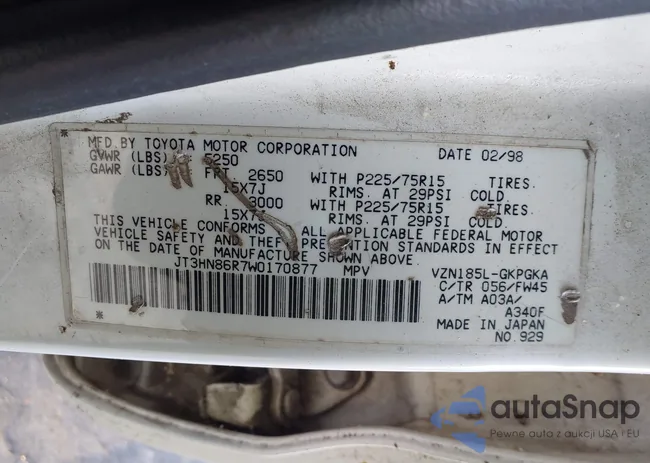 MFD. BY TOYOTA MOTOR CORPORATION DATE 02/98
GVWR (LBS) 5250
GAWR (LBS) FRT. 2650 WITH P225/75R15 TIRES.
15X7J RIMS. AT 29PSI COLD.
RR. 3000 WITH P225/75R15 TIRES.
15X7J RIMS. AT 29PSI COLD.
THIS VEHICLE CONFORMS ALL APPLICABLE FEDERAL MOTOR
VEHICLE SAFETY AND THEFT PREVENTION STANDARDS IN EFFECT
ON THE DATE OF MANUFACTURE SHOWN ABOVE.
JT3HN86R7W0170877 MPV VZN185L-GKPGKA
C/TR 056/FW45
A/TM A03A/
A340F
MADE IN JAPAN
NO.929
autaSnap
Pewne auta z aukcji USA i EU